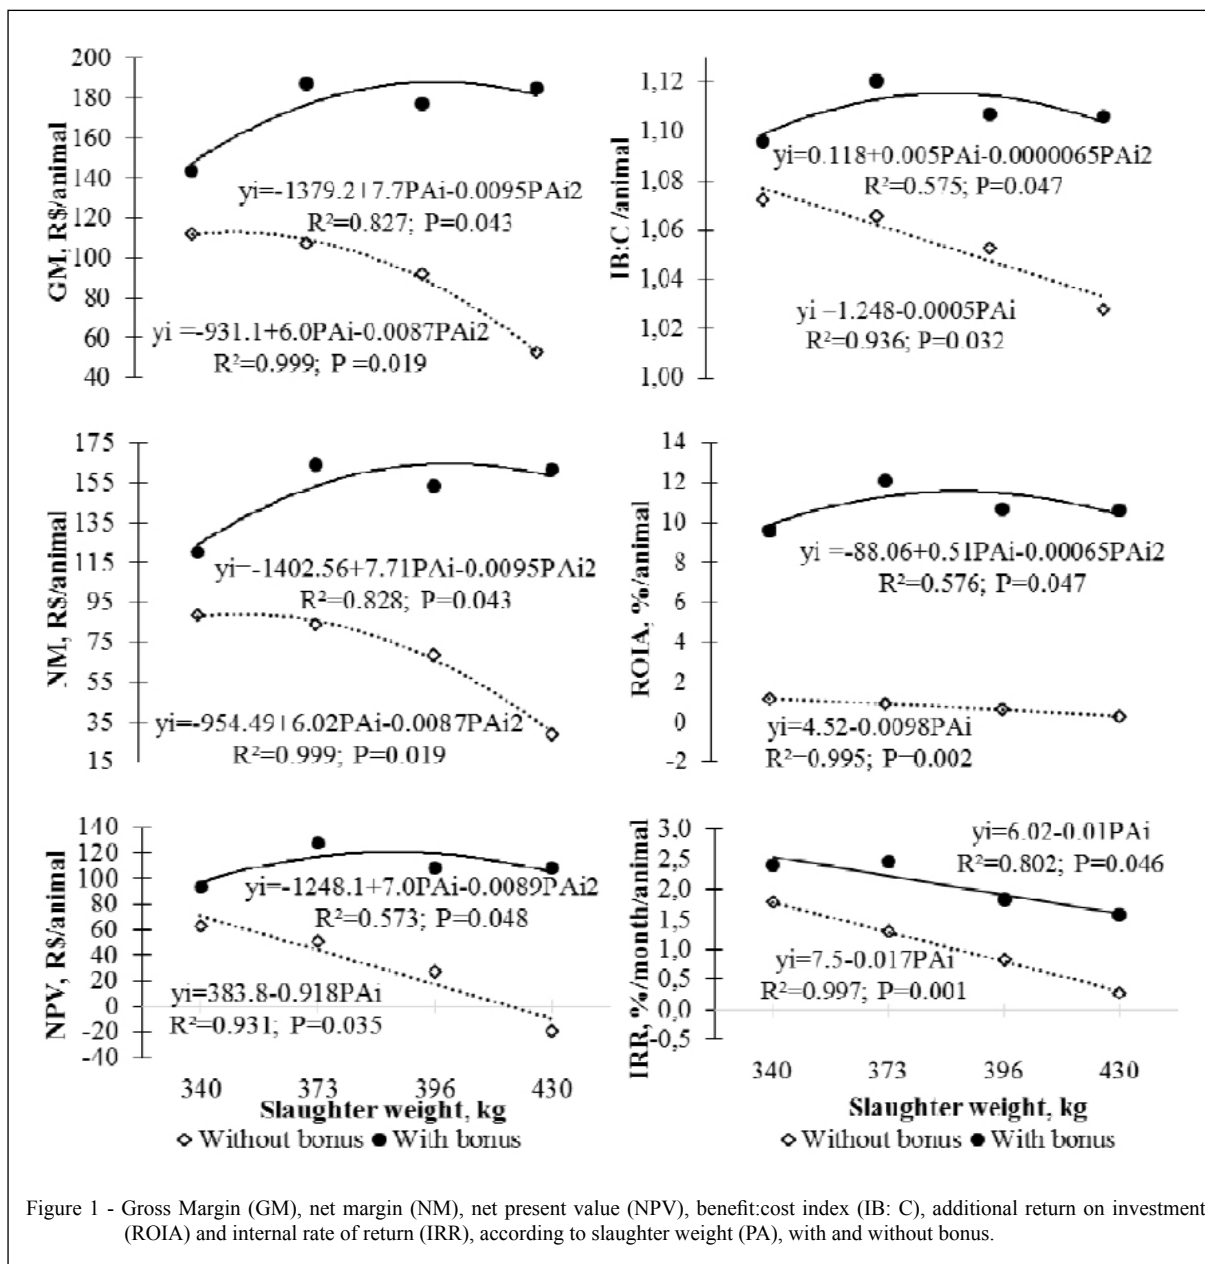 200
180
160
140
120
100
80
60
40
GM, R$/animal
yi=-1379.2+7.7PAi-0.0095PAi2
R²=0.827; P=0.043
yi =-931.1+6.0PAi-0.0087PAi2
R²=0.999; P =0.019
1,12
1,10
1,08
1,06
1,04
1,02
1,00
IB:C /animal
yi=0.118+0.005PAi-0.0000065PAi2
R²=0.575; P=0.047
yi =1.248-0.0005PAi
R²=0.936; P=0.032
175
155
135
115
95
75
55
35
15
NM, R$/animal
yi=-1402.56+7.71PAi-0.0095PAi2
R²=0.828; P=0.043
yi=-954.49+6.02PAi-0.0087PAi2
R²=0.999; P=0.019
14
12
10
8
6
4
2
0
-2
ROIA, %/animal
yi =-88.06+0.51PAi-0.00065PAi2
R²=0.576; P=0.047
yi=4.52-0.0098PAi
R²=0.995; P=0.002
140
120
100
80
60
40
20
0
-20
-40
NPV, R$/animal
yi=-1248.1+7.0PAi-0.0089PAi2
R²=0.573; P=0.048
yi=383.8-0.918PAi
R²=0.931; P=0.035
340 373 396 430
Slaughter weight, kg
Without bonus With bonus
3,0
2,5
2,0
1,5
1,0
0,5
0,0
-0,5
IRR, %/month/animal
yi=6.02-0.01PAi
R²=0.802; P=0.046
yi=7.5-0.017PAi
R²=0.997; P=0.001
340 373 396 430
Slaughter weight, kg
Without bonus With bonus
Figure 1 - Gross Margin (GM), net margin (NM), net present value (NPV), benefit:cost index (IB: C), additional return on investment
(ROIA) and internal rate of return (IRR), according to slaughter weight (PA), with and without bonus.